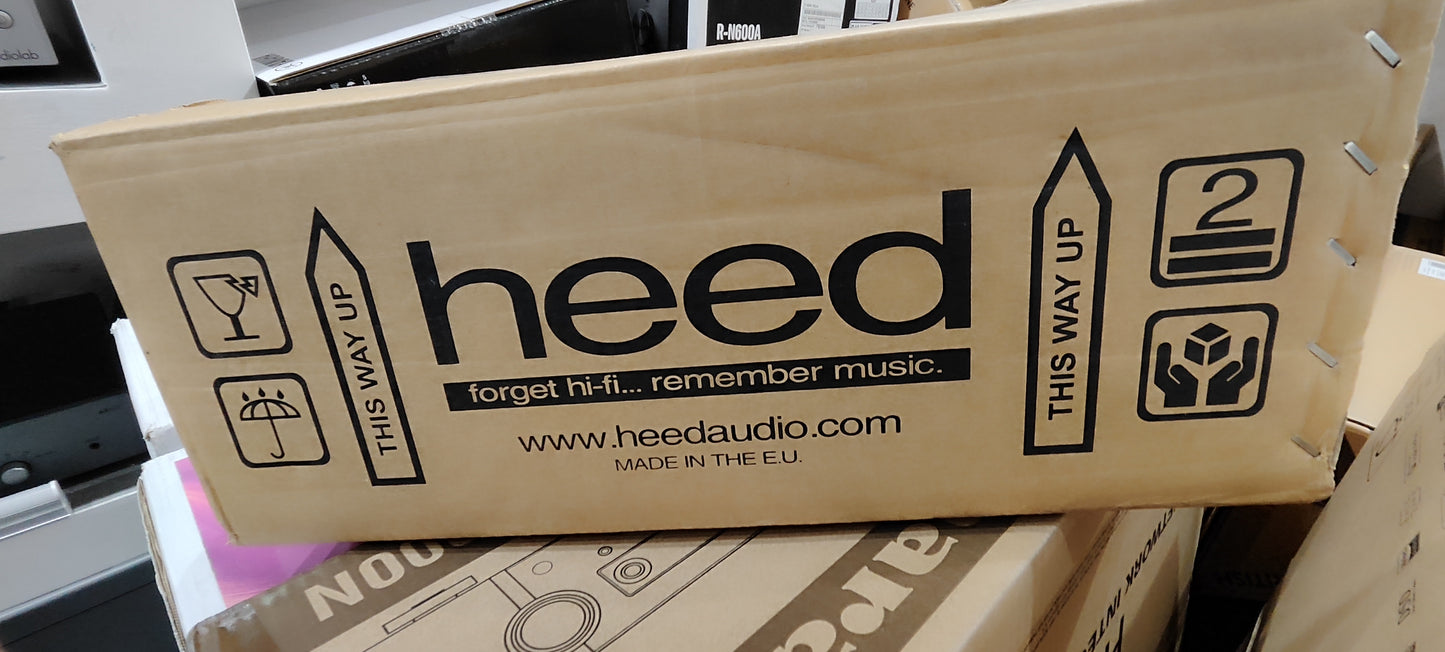 R-N600A
THIS WAY UP
heed
forget hi-fi... remember music.
www.heedaudio.com
MADE IN THE E.U.
THIS WAY UP
2